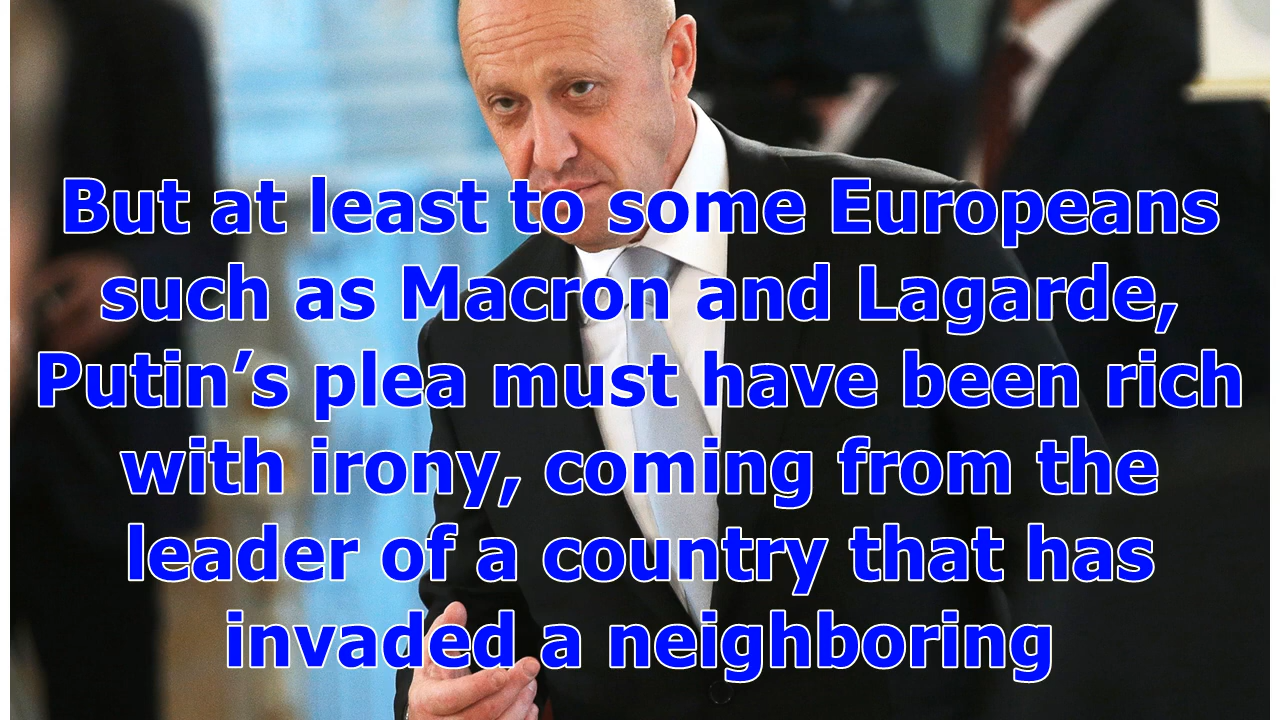 But at least to some Europeans
such as Macron and Lagarde,
Putin’s plea must have been rich
with irony, coming from the
leader of a country that has
invaded a neighboring